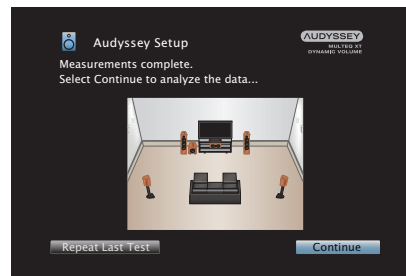 Audyssey Setup
AUDYSSEY
MULTEQ XT
DYNAMIC VOLUME
Measurements complete.
Select Continue to analyze the data...
Repeat Last Test
Continue